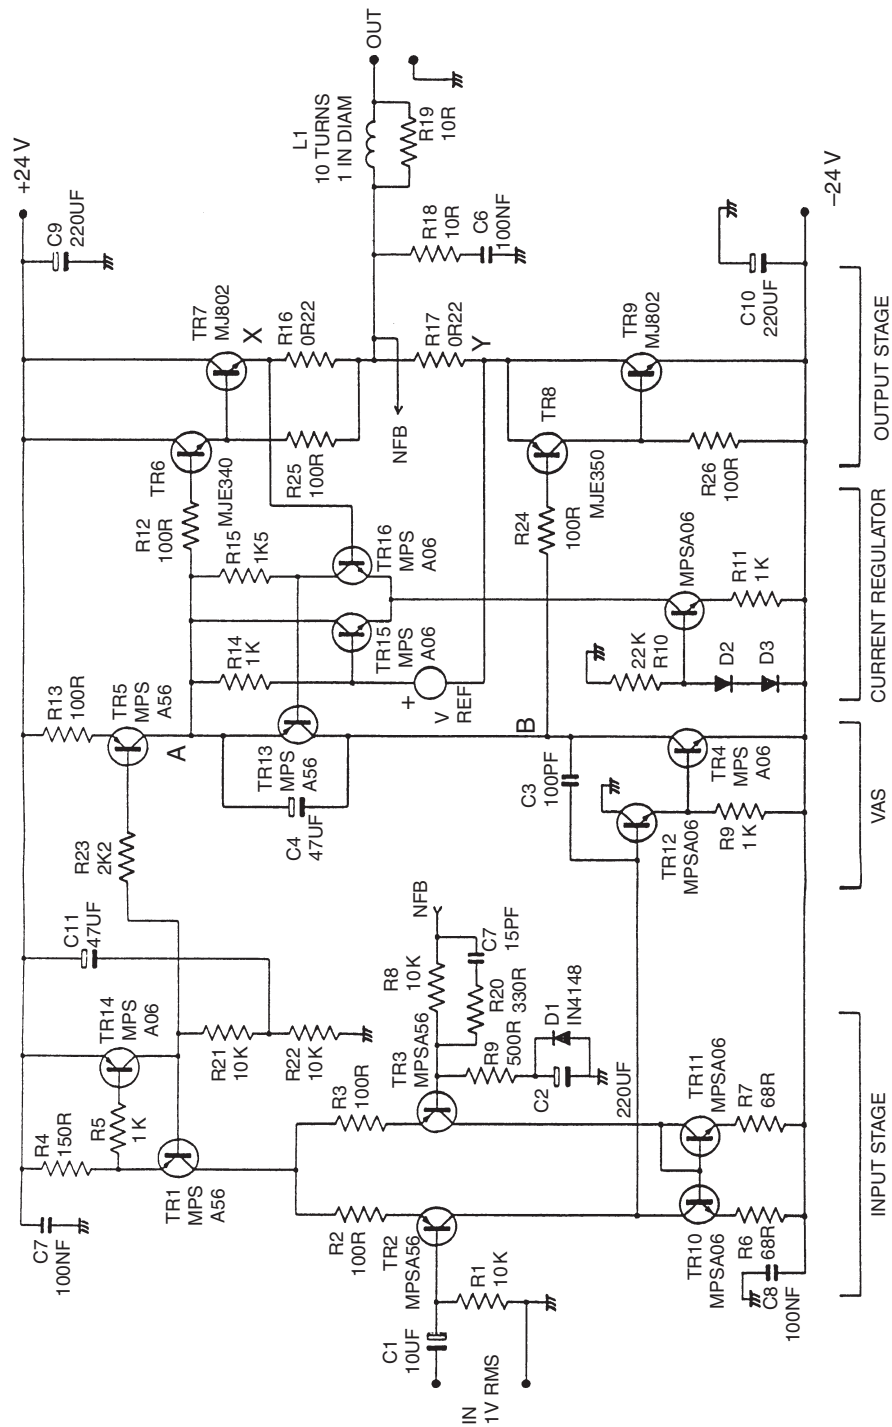 +24 V
C7
100NF
R4
150R
R5
1K
TR1
MPS
A56
TR14
MPS
A06
R21
10K
R22
10K
C11
47UF
R23
2K2
R13
100R
TR5
MPS
A56
A
R12
100R
TR6
MJE340
R15
1K5
R14
1K
TR7
MJ802
X
C9
220UF
R16
0R22
R25
100R
L1
10 TURNS
1 IN DIAM
OUT
R19
10R
R18
10R
C6
100NF
NFB
R17
0R22
Y
TR13
MPS
A56
C4
47UF
TR15
MPS
A06
TR16
MPS
A06
+
V
REF
B
R24
100R
TR8
MJE350
TR9
MJ802
R26
100R
C10
220UF
–24 V
R2
100R
R3
100R
TR2
MPSA56
TR3
MPSA56
R8
10K
NFB
C7
15PF
R20
330R
R9
500R
D1
IN4148
C2
220UF
C1
10UF
IN
1V RMS
R1
10K
TR10
MPSA06
TR11
MPSA06
R6
68R
R7
68R
C8
100NF
C3
100PF
TR12
MPSA06
R9
1K
TR4
MPS
A06
22K
R10
D2
D3
MPSA06
R11
1K
INPUT STAGE
VAS
CURRENT REGULATOR
OUTPUT STAGE